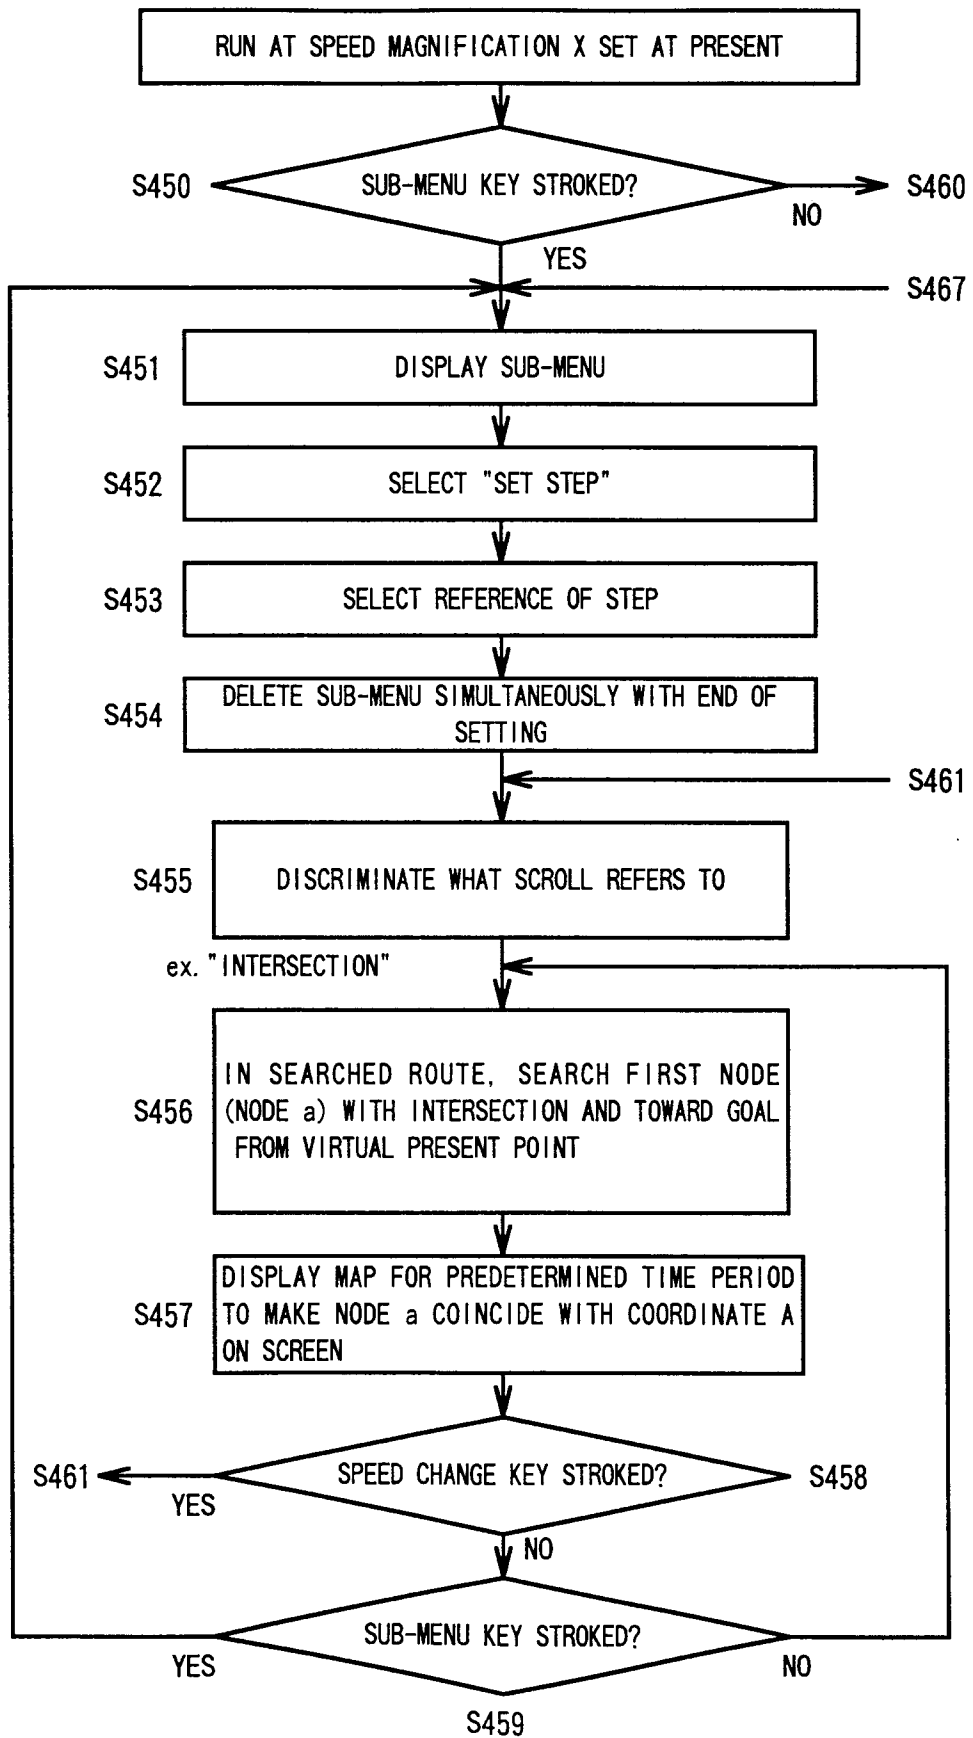 RUN AT SPEED MAGNIFICATION X SET AT PRESENT
S450
SUB-MENU KEY STROKED?
S460
NO
YES
S467
S451
DISPLAY SUB-MENU
S452
SELECT "SET STEP"
S453
SELECT REFERENCE OF STEP
S454
DELETE SUB-MENU SIMULTANEOUSLY WITH END OF
SETTING
S461
S455
DISCRIMINATE WHAT SCROLL REFERS TO
ex. "INTERSECTION"
S456
IN SEARCHED ROUTE, SEARCH FIRST NODE
(NODE a) WITH INTERSECTION AND TOWARD GOAL
FROM VIRTUAL PRESENT POINT
S457
DISPLAY MAP FOR PREDETERMINED TIME PERIOD
TO MAKE NODE a COINCIDE WITH COORDINATE A
ON SCREEN
S461
SPEED CHANGE KEY STROKED?
S458
YES
NO
SUB-MENU KEY STROKED?
YES
NO
S459